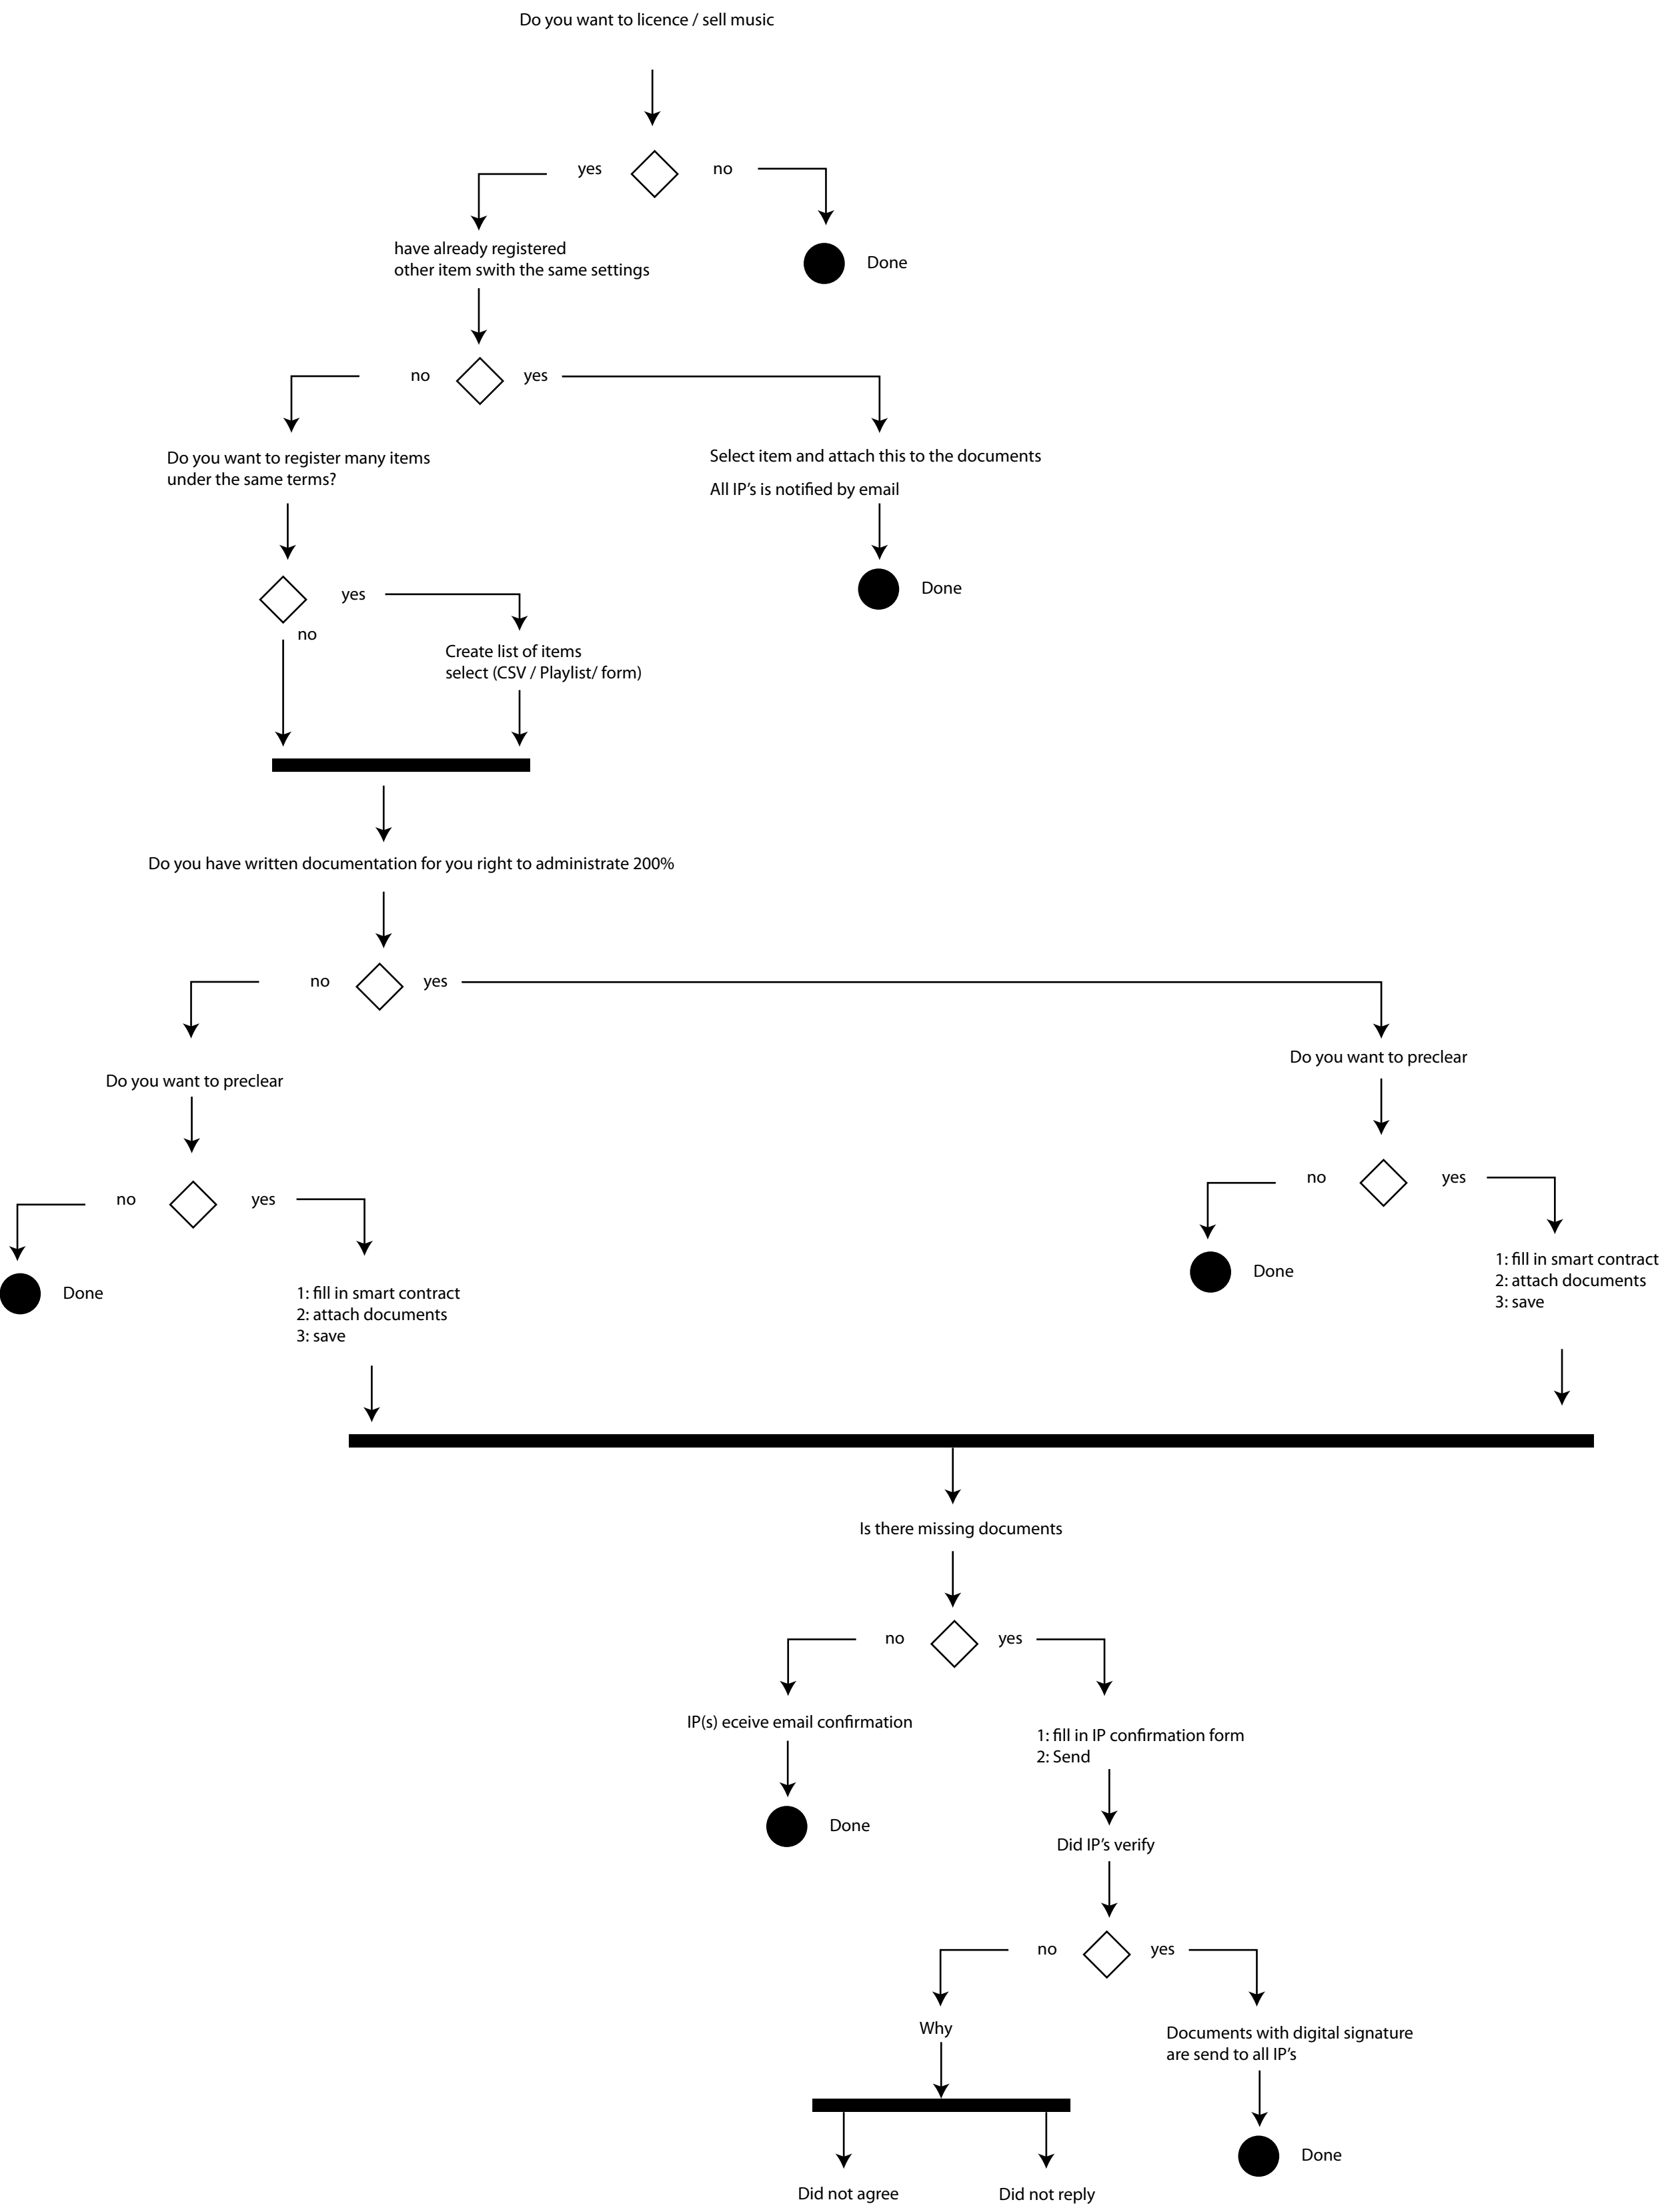 Do you want to licence / sell music
yes
no
have already registered
other item swith the same settings
Done
no
yes
Do you want to register many items
under the same terms?
Select item and attach this to the documents
All IP's is notified by email
Done
yes
no
Create list of items
select (CSV / Playlist/ form)
Do you have written documentation for you right to administrate 200%
no
yes
Do you want to preclear
Do you want to preclear
no
yes
no
yes
Done
1: fill in smart contract
2: attach documents
3: save
Done
1: fill in smart contract
2: attach documents
3: save
Is there missing documents
no
yes
IP(s) eceive email confirmation
1: fill in IP confirmation form
2: Send
Done
Did IP's verify
no
yes
Why
Documents with digital signature
are send to all IP's
Done
Did not agree
Did not reply